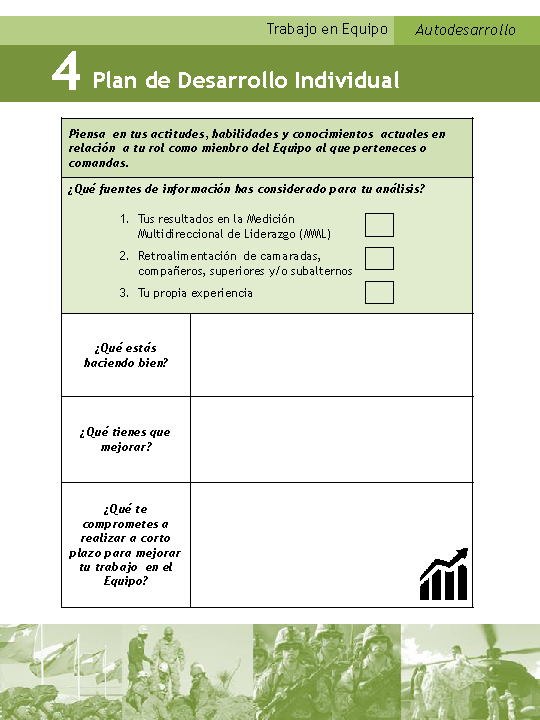 Trabajo en Equipo
Autodesarrollo
4 Plan de Desarrollo Individual
Piensa en tus actitudes, habilidades y conocimientos actuales en
relación a tu rol como mienbro del Equipo al que perteneces o
comandas.
¿Qué fuentes de información has considerado para tu análisis?
1. Tus resultados en la Medición
Multidireccional de Liderazgo (MML)
2. Retroalimentación de camaradas,
compañeros, superiores y/o subalternos
3. Tu propia experiencia
¿Qué estás
haciendo bien?
¿Qué tienes que
mejorar?
¿Qué te
comprometes a
realizar a corto
plazo para mejorar
tu trabajo en el
Equipo?